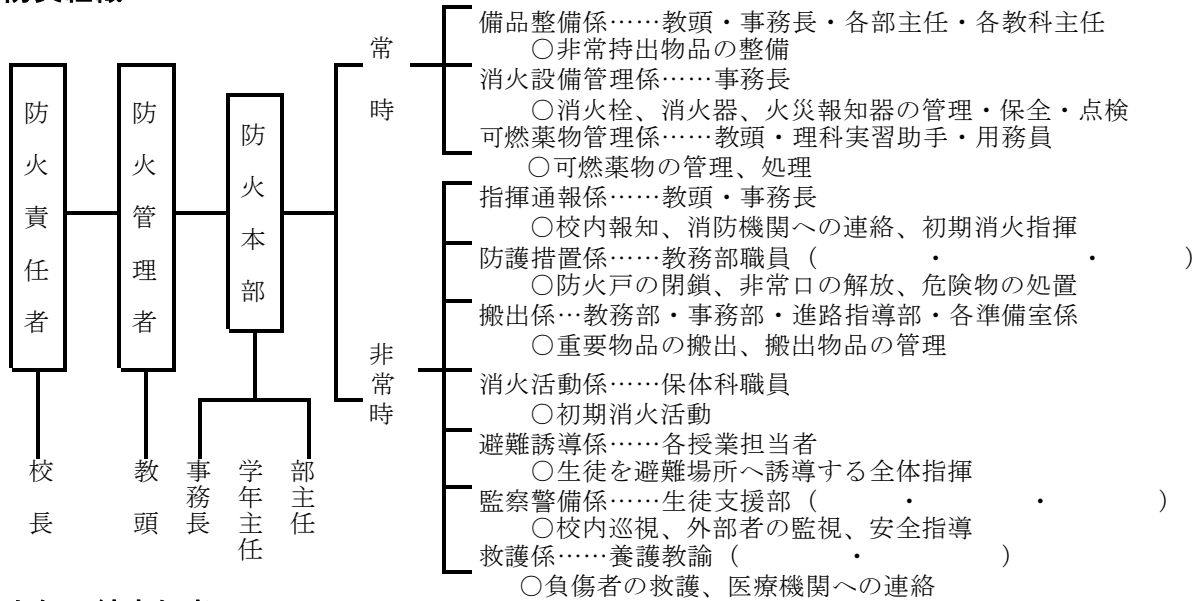 防火責任者
防火管理者
防火本部
校長
教頭
事務長
学年主任
部主任
常時
備品整備係……教頭・事務長・各部主任・各教科主任
○非常持出物品の整備
消火設備管理係……事務長
○消火栓、消火器、火災報知器の管理・保全・点検
可燃薬物管理係……教頭・理科実習助手・用務員
○可燃薬物の管理、処理
非常時
指揮通報係……教頭・事務長
○校内報知、消防機関への連絡、初期消火指揮
防護措置係……教務部職員（　　　・　　　・　　　）
○防火戸の閉鎖、非常口の解放、危険物の処置
搬出係…教務部・事務部・進路指導部・各準備室係
○重要物品の搬出、搬出物品の管理
消火活動係……保体科職員
○初期消火活動
避難誘導係……各授業担当者
○生徒を避難場所へ誘導する全体指揮
監察警備係……生徒支援部（　　　・　　　・　　　）
○校内巡視、外部者の監視、安全指導
救護係……養護教諭（　　　・　　　）
○負傷者の救護、医療機関への連絡